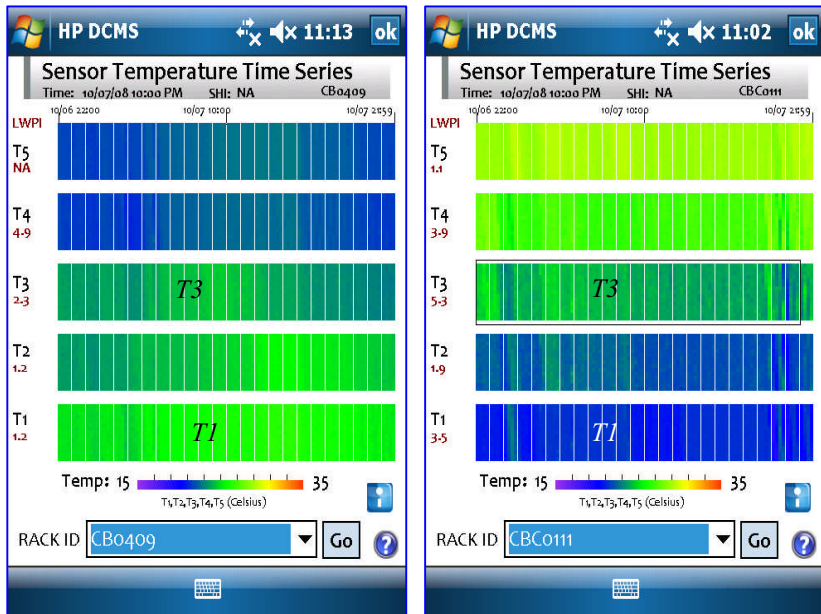 HP DCMS 11:13 ok
Sensor Temperature Time Series
Time: 10/07/08 10:00 PM SHI: NA CB0409
10/06 22:00 10/07 10:00 10/07 21:59
LWPI
T5
NA
T4
4.9
T3
2.3
T3
T2
1.2
T1
1.2
T1
Temp: 15 35
T1,T2,T3,T4,T5 (Celsius)
RACK ID CB0409 Go ?
HP DCMS 11:02 ok
Sensor Temperature Time Series
Time: 10/07/08 10:00 PM SHI: NA CBC0111
10/06 22:00 10/07 10:00 10/07 21:59
LWPI
T5
1.1
T4
3.9
T3
5.3
T3
T2
1.9
T1
3.5
T1
Temp: 15 35
T1,T2,T3,T4,T5 (Celsius)
RACK ID CBC0111 Go ?